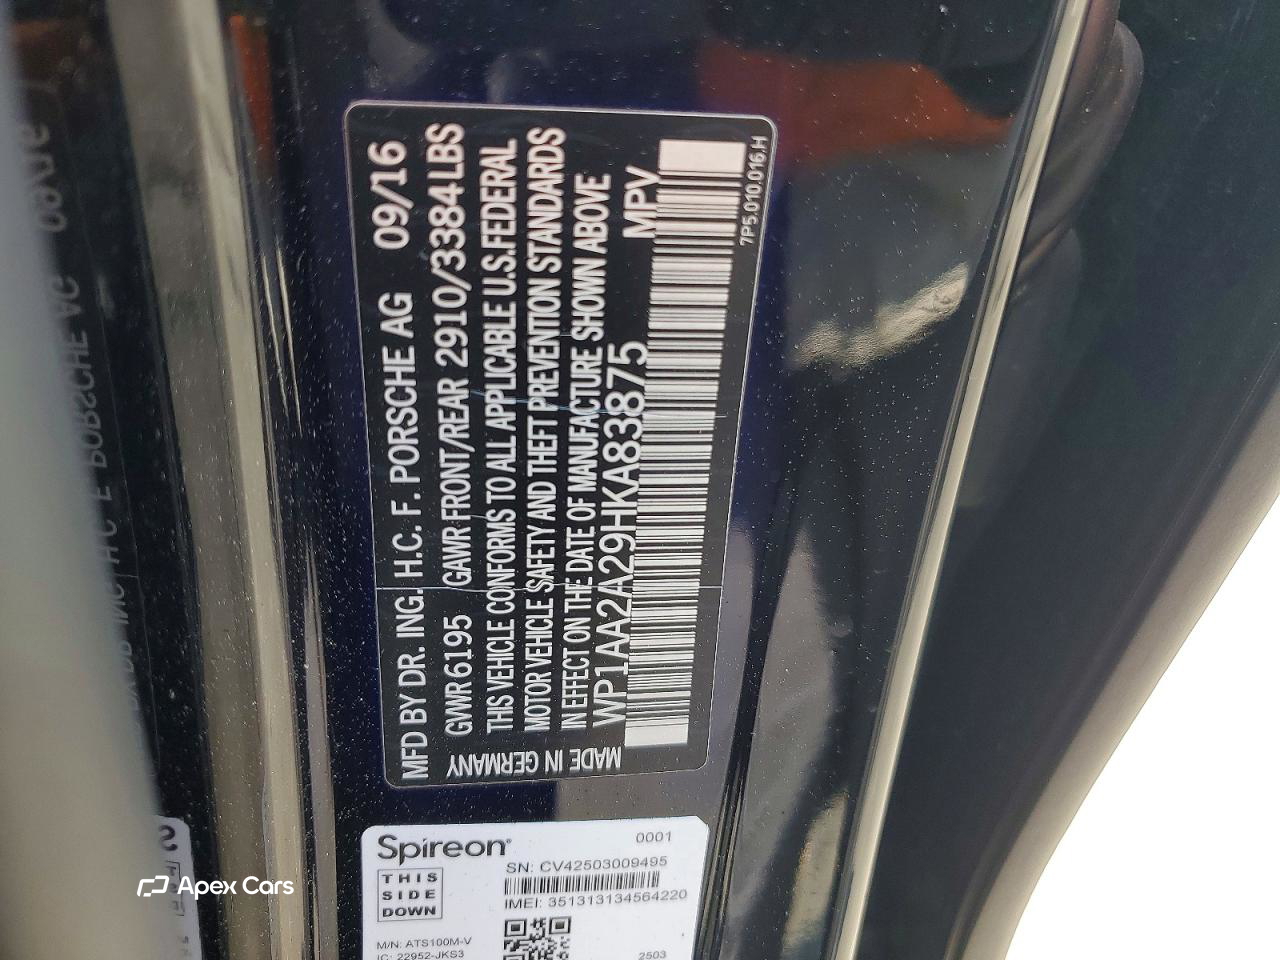 MFD BY DR. ING. H.C. F. PORSCHE AG 09/16
GVWR 6195 GAWR FRONT/REAR 2910/3384LBS
THIS VEHICLE CONFORMS TO ALL APPLICABLE U.S.FEDERAL
MOTOR VEHICLE SAFETY AND THEFT PREVENTION STANDARDS
IN EFFECT ON THE DATE OF MANUFACTURE SHOWN ABOVE
WP1AA2A29HKA83875 MPV
MADE IN GERMANY
7P5.010.016.H
Spireon
0001
THIS
SIDE
DOWN
SN: CV42503009495
IMEI: 351313134564220
M/N: ATS100M-V
IC: 22952-JKS3
2503
Apex Cars